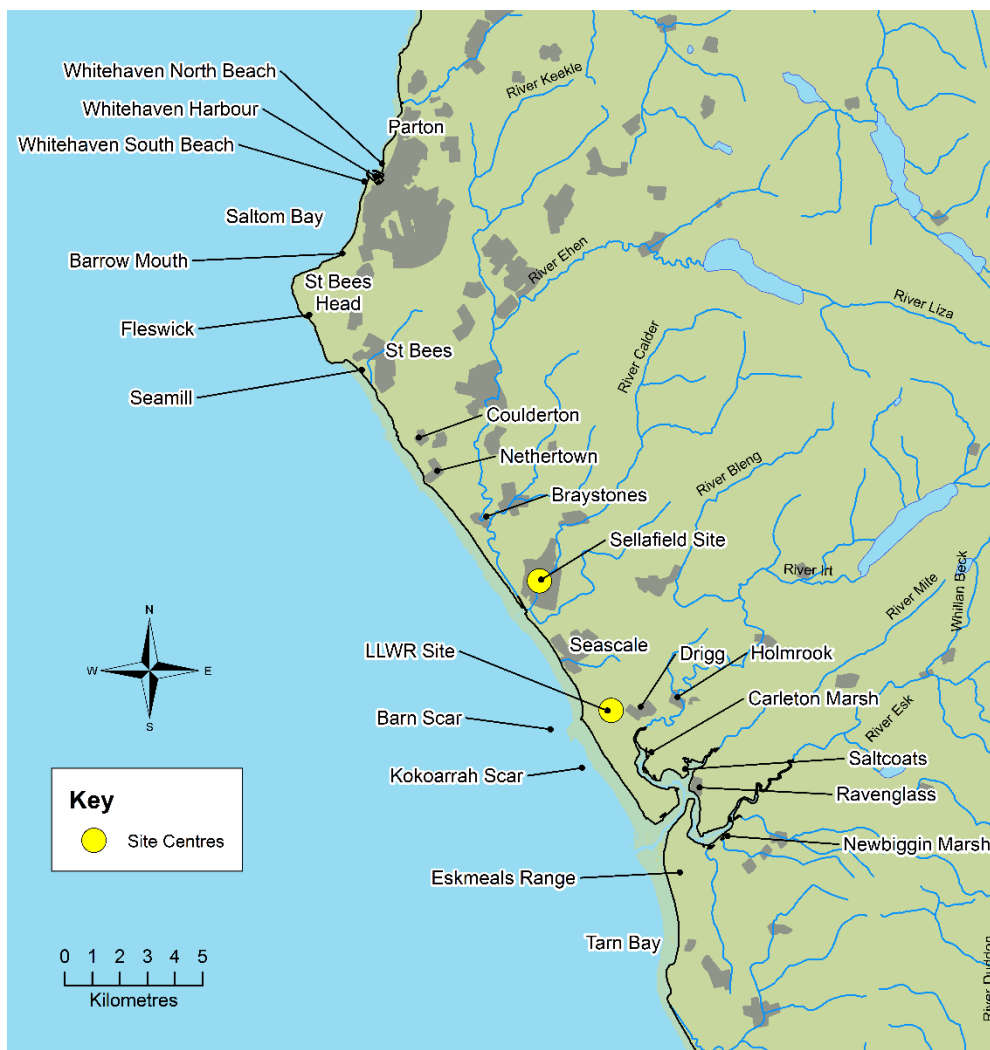 Whitehaven North Beach
River Keekle
Whitehaven Harbour
Parton
Whitehaven South Beach
Saltom Bay
River Ehen
Barrow Mouth
St Bees
Head
River Liza
Fleswick
River Calder
St Bees
Seamill
Coulderton
Nethertown
River Bleng
Braystones
Sellafield Site
River Irt
River Mite
Whillan Beck
N
W
E
S
Seascale
LLWR Site
Drigg
Holmrook
Carleton Marsh
River Esk
Barn Scar
Saltcoats
Kokoarrah Scar
Ravenglass
Key
Site Centres
Newbiggin Marsh
Eskmeals Range
Tarn Bay
River Duddon
0 1 2 3 4 5
Kilometres